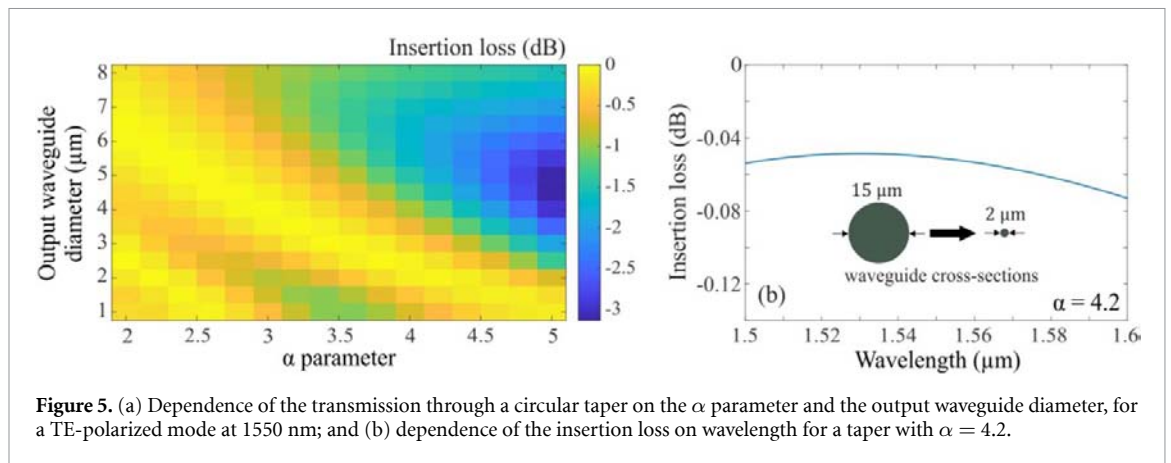 Insertion loss (dB)
Output waveguide
diameter (µm)
8
7
6
5
4
3
2
1
2
2.5
3
3.5
4
4.5
5
α parameter
0
-0.5
-1
-1.5
-2
-2.5
-3
Insertion loss (dB)
0
-0.04
-0.08
-0.12
15 µm
2 µm
waveguide cross-sections
(b)
α = 4.2
1.5
1.52
1.54
1.56
1.58
1.6
Wavelength (µm)
Figure 5. (a) Dependence of the transmission through a circular taper on the α parameter and the output waveguide diameter, for
a TE-polarized mode at 1550 nm; and (b) dependence of the insertion loss on wavelength for a taper with α = 4.2.